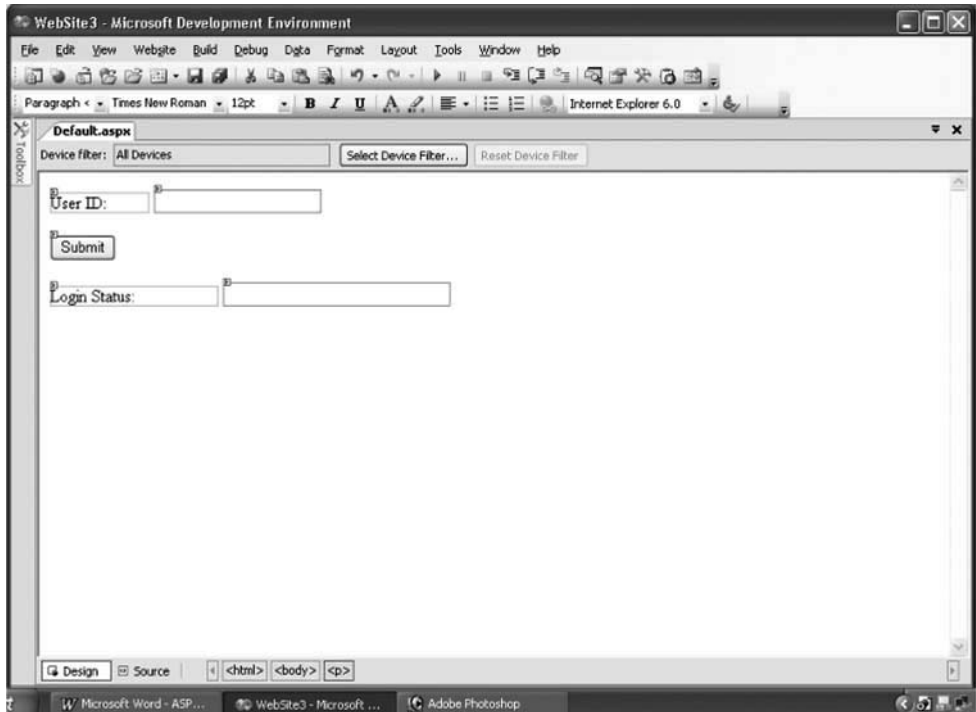 WebSite3 - Microsoft Development Environment
File Edit View Website Build Debug Data Format Layout Tools Window Help
Paragraph < Times New Roman 12pt B I U A Internet Explorer 6.0
Toolbox
Default.aspx
Device filter: All Devices Select Device Filter... Reset Device Filter
User ID:
Submit
Login Status:
Design Source <html> <body> <p>
Microsoft Word - ASP... WebSite3 - Microsoft ... Adobe Photoshop